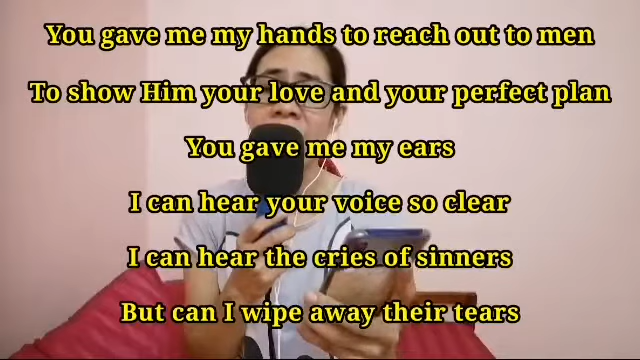 You gave me my hands to reach out to men
To show Him your love and your perfect plan
You gave me my ears
I can hear your voice so clear
I can hear the cries of sinners
But can I wipe away their tears